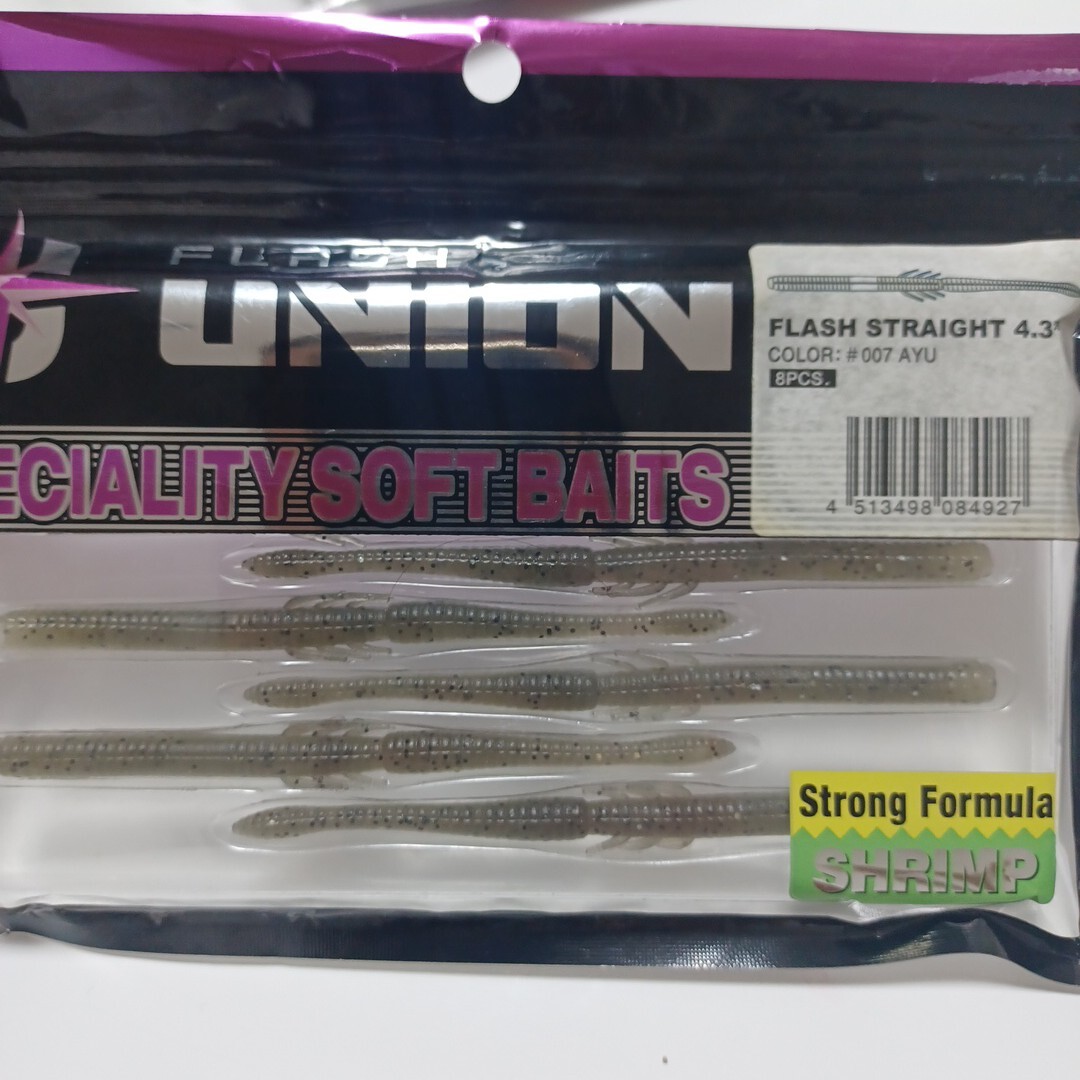 FLASH
UNION
ECIALITY SOFT BAITS
FLASH STRAIGHT 4.3"
COLOR: #007 AYU
8PCS.
4 513498 084927
Strong Formula
SHRIMP